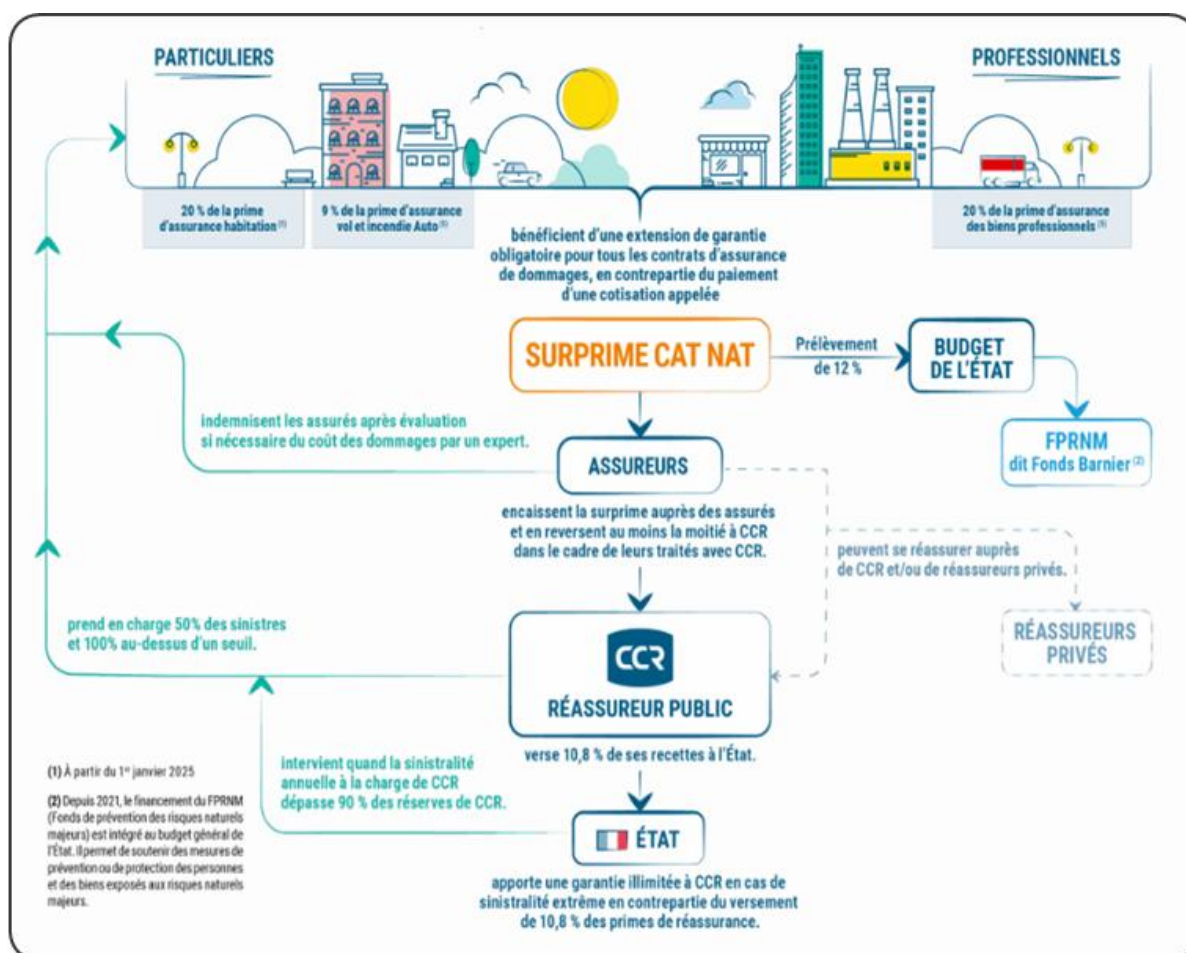 PARTICULIERS
PROFESSIONNELS
20 % de la prime
d'assurance habitation (1)
9 % de la prime d'assurance
vol et incendie Auto (1)
20 % de la prime d'assurance
des biens professionnels (1)
bénéficient d'une extension de garantie
obligatoire pour tous les contrats d'assurance
de dommages, en contrepartie du paiement
d'une cotisation appelée
SURPRIME CAT NAT
Prélèvement
de 12 %
BUDGET
DE L'ÉTAT
FPRNM
dit Fonds Barnier (2)
indemnisent les assurés après évaluation
si nécessaire du coût des dommages par un expert.
ASSUREURS
encaissent la surprime auprès des assurés
et en reversent au moins la moitié à CCR
dans le cadre de leurs traités avec CCR.
peuvent se réassurer auprès
de CCR et/ou de réassureurs privés.
RÉASSUREURS
PRIVÉS
prend en charge 50% des sinistres
et 100% au-dessus d'un seuil.
CCR
RÉASSUREUR PUBLIC
verse 10,8 % de ses recettes à l'État.
intervient quand la sinistralité
annuelle à la charge de CCR
dépasse 90 % des réserves de CCR.
ÉTAT
apporte une garantie illimitée à CCR en cas de
sinistralité extrême en contrepartie du versement
de 10,8 % des primes de réassurance.
(1) À partir du 1er janvier 2025
(2) Depuis 2021, le financement du FPRNM
(Fonds de prévention des risques naturels
majeurs) est intégré au budget général de
l'État. Il permet de soutenir des mesures de
prévention ou de protection des personnes
et des biens exposés aux risques naturels
majeurs.